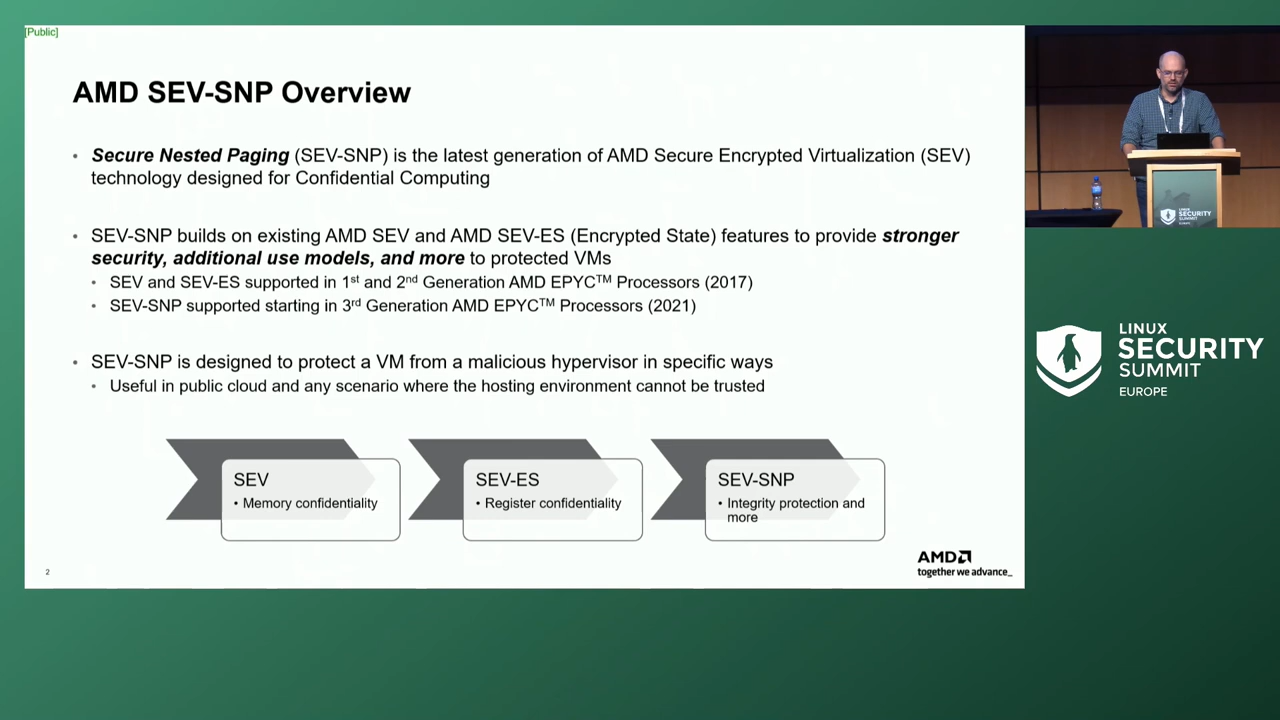 [Public]
AMD SEV-SNP Overview
• Secure Nested Paging (SEV-SNP) is the latest generation of AMD Secure Encrypted Virtualization (SEV)
technology designed for Confidential Computing
• SEV-SNP builds on existing AMD SEV and AMD SEV-ES (Encrypted State) features to provide stronger
security, additional use models, and more to protected VMs
• SEV and SEV-ES supported in 1st and 2nd Generation AMD EPYC™ Processors (2017)
• SEV-SNP supported starting in 3rd Generation AMD EPYC™ Processors (2021)
• SEV-SNP is designed to protect a VM from a malicious hypervisor in specific ways
• Useful in public cloud and any scenario where the hosting environment cannot be trusted
SEV
• Memory confidentiality
SEV-ES
• Register confidentiality
SEV-SNP
• Integrity protection and
more
2
AMD
together we advance_
LINUX
SECURITY
SUMMIT
LINUX
SECURITY
SUMMIT
EUROPE